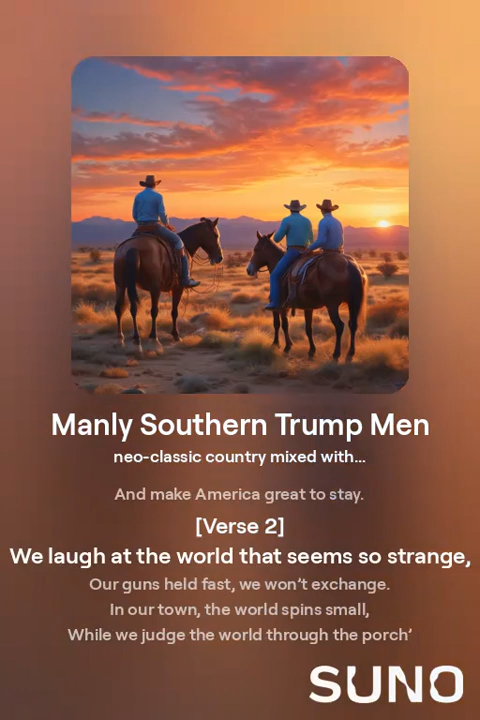 Manly Southern Trump Men
neo-classic country mixed with...
And make America great to stay.
[Verse 2]
We laugh at the world that seems so strange,
Our guns held fast, we won't exchange.
In our town, the world spins small,
While we judge the world through the porch'
SUNO